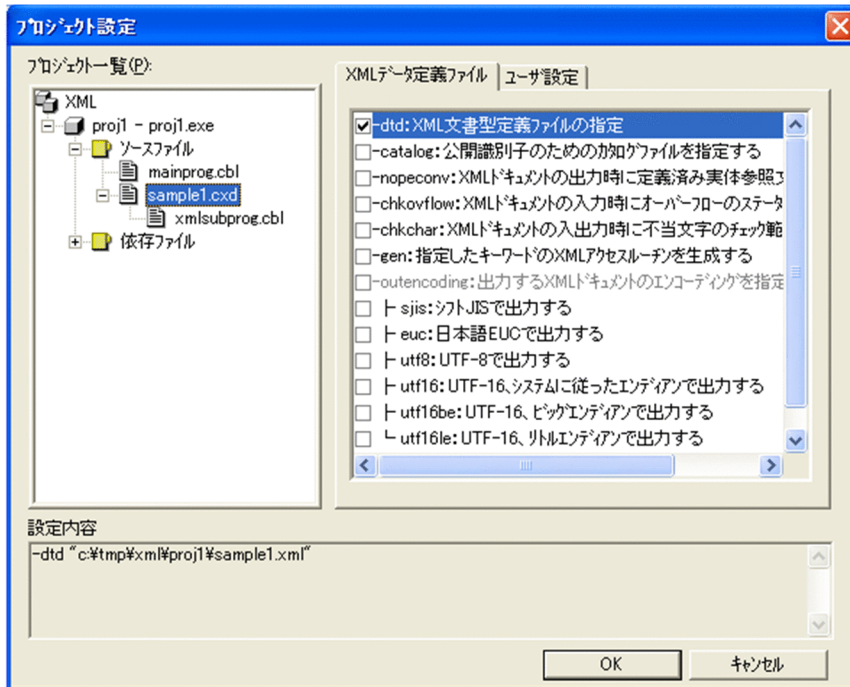 プロジェクト設定
プロジェクト一覧(P):
XML
proj1 - proj1.exe
ソースファイル
mainprog.cbl
sample1.cxd
xmlsubprog.cbl
依存ファイル
XMLデータ定義ファイル
ユーザ設定
-dtd:XML文書型定義ファイルの指定
-catalog:公開識別子のためのカタログファイルを指定する
-nopeconv:XMLドキュメントの出力時に定義済み実体参照文
-chkovflow:XMLドキュメントの入力時にオーバーフローのステータ
-chkchar:XMLドキュメントの入出力時に不当文字のチェック範
-gen:指定したキーワードのXMLアクセスルーチンを生成する
-outencoding:出力するXMLドキュメントのエンコーディングを指定
├ sjis:シフトJISで出力する
├ euc:日本語EUCで出力する
├ utf8:UTF-8で出力する
├ utf16:UTF-16、システムに従ったエンディアンで出力する
├ utf16be:UTF-16、ビッグエンディアンで出力する
└ utf16le:UTF-16、リトルエンディアンで出力する
設定内容
-dtd "c:¥tmp¥xml¥proj1¥sample1.xml"
OK
キャンセル